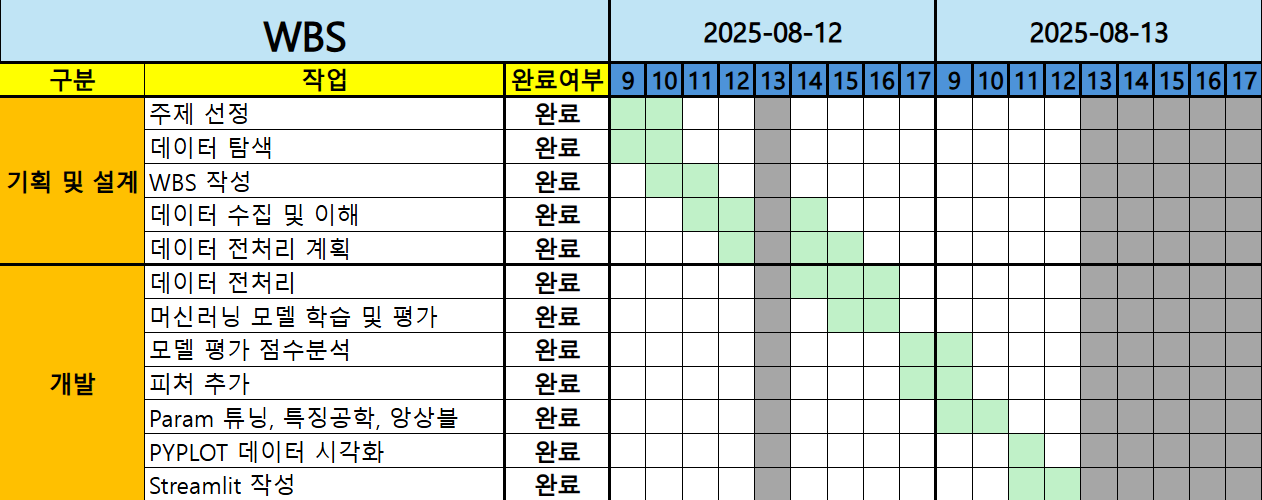 WBS 2025-08-12 2025-08-13
구분 작업 완료여부 9 10 11 12 13 14 15 16 17 9 10 11 12 13 14 15 16 17
기획 및 설계
주제 선정 완료
데이터 탐색 완료
WBS 작성 완료
데이터 수집 및 이해 완료
데이터 전처리 계획 완료
개발
데이터 전처리 완료
머신러닝 모델 학습 및 평가 완료
모델 평가 점수분석 완료
피처 추가 완료
Param 튜닝, 특징공학, 앙상블 완료
PYPLOT 데이터 시각화 완료
Streamlit 작성 완료